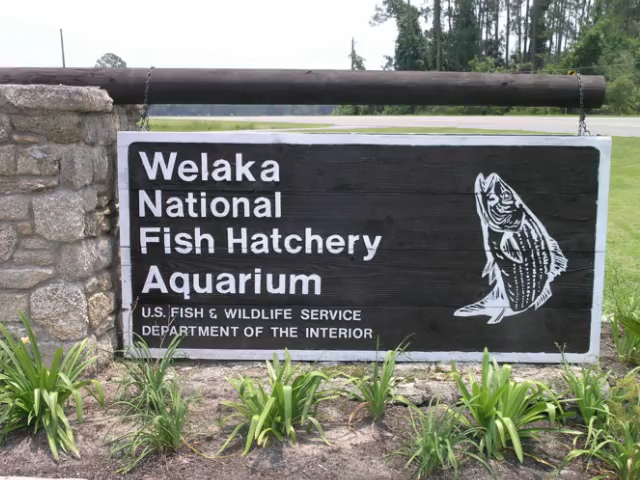 Welaka
National
Fish Hatchery
Aquarium
U.S. FISH & WILDLIFE SERVICE
DEPARTMENT OF THE INTERIOR